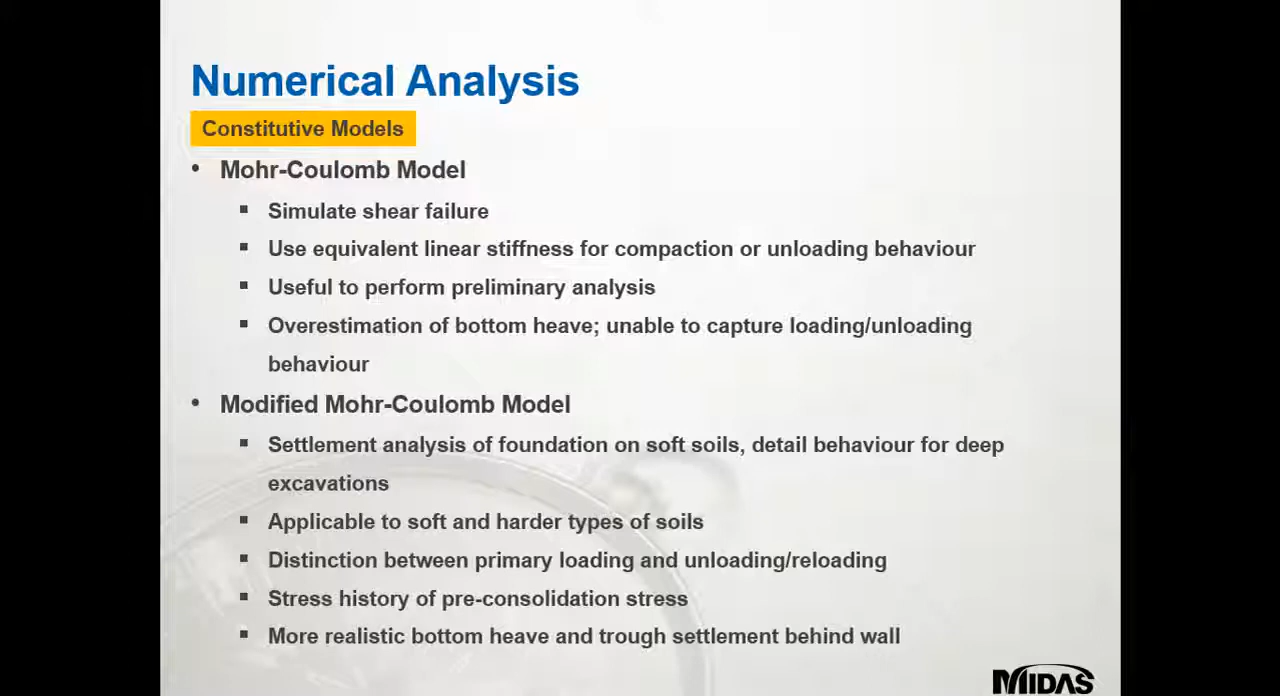 Numerical Analysis
Constitutive Models
• Mohr-Coulomb Model
▪ Simulate shear failure
▪ Use equivalent linear stiffness for compaction or unloading behaviour
▪ Useful to perform preliminary analysis
▪ Overestimation of bottom heave; unable to capture loading/unloading
behaviour
• Modified Mohr-Coulomb Model
▪ Settlement analysis of foundation on soft soils, detail behaviour for deep
excavations
▪ Applicable to soft and harder types of soils
▪ Distinction between primary loading and unloading/reloading
▪ Stress history of pre-consolidation stress
▪ More realistic bottom heave and trough settlement behind wall
MIDAS